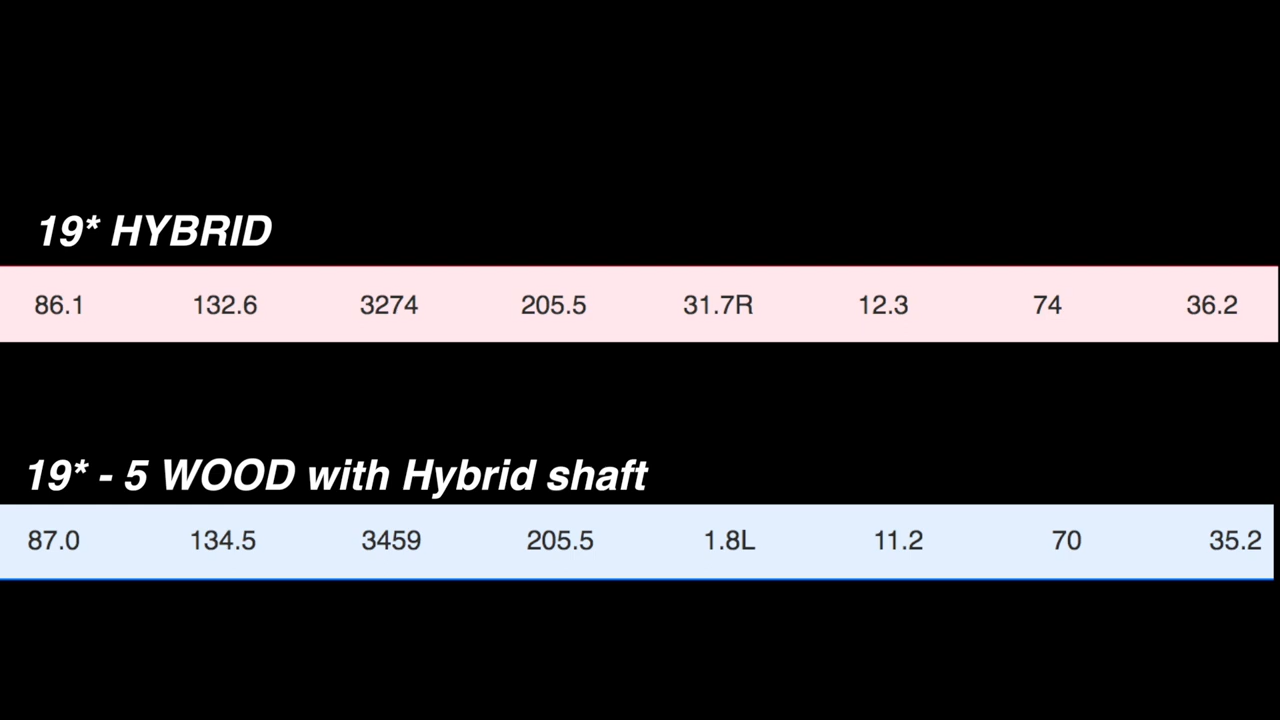 19* HYBRID
86.1 132.6 3274 205.5 31.7R 12.3 74 36.2
19* - 5 WOOD with Hybrid shaft
87.0 134.5 3459 205.5 1.8L 11.2 70 35.2